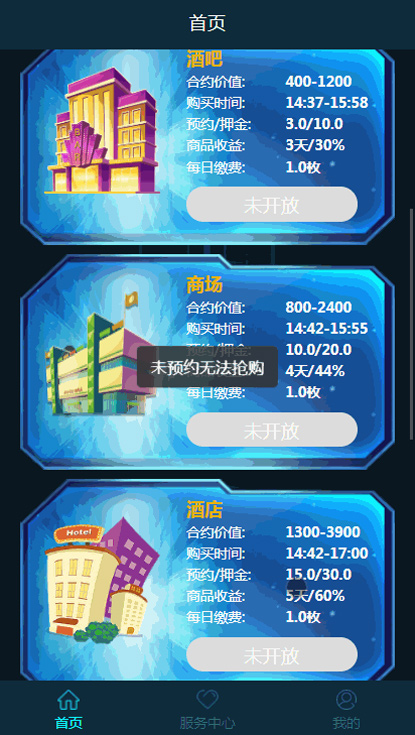 首页
酒吧
合约价值: 400-1200
购买时间: 14:37-15:58
预约/押金: 3.0/10.0
商品收益: 3天/30%
每日缴费: 1.0枚
未开放
BAR
商场
合约价值: 800-2400
购买时间: 14:42-15:55
预约/押金: 10.0/20.0
未预约无法抢购
4天/44%
每日缴费: 1.0枚
未开放
酒店
Hotel
合约价值: 1300-3900
购买时间: 14:42-17:00
预约/押金: 15.0/30.0
商品收益: 5天/60%
每日缴费: 1.0枚
未开放
首页 服务中心 我的